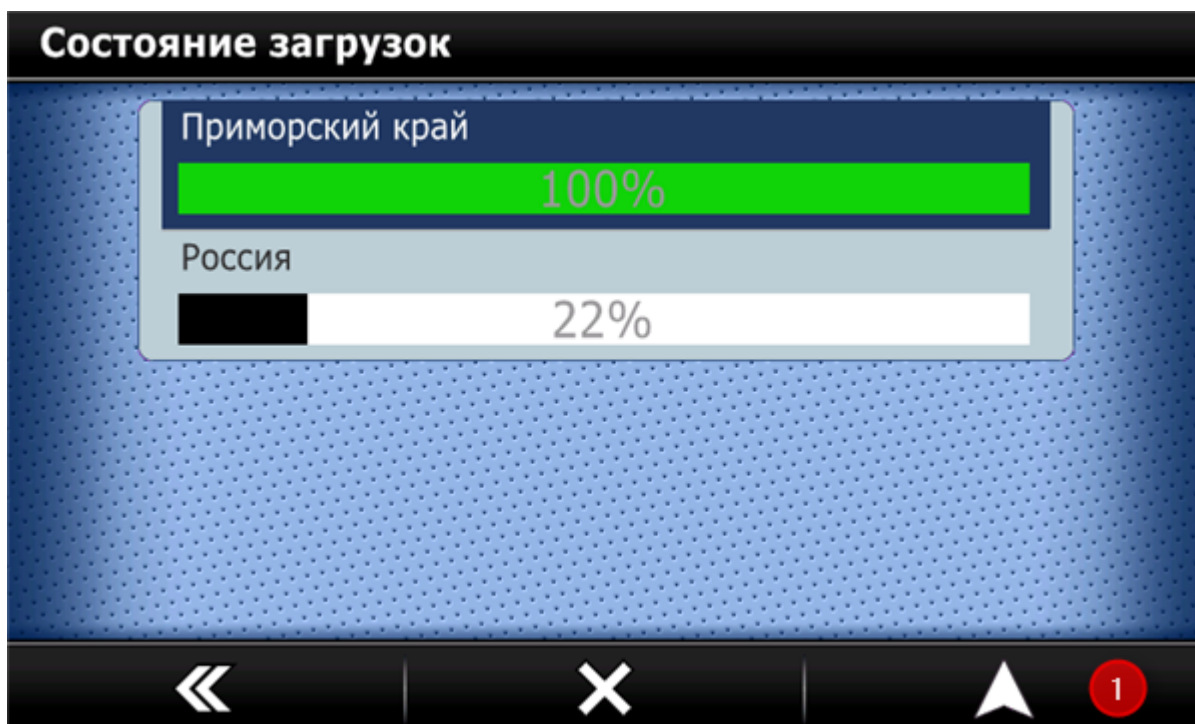 Состояние загрузок
Приморский край
100%
Россия
22%
1